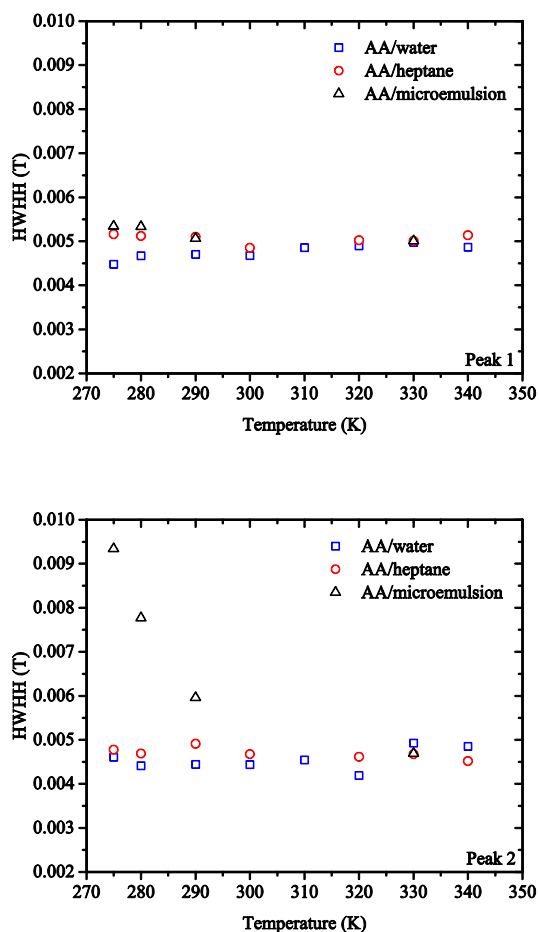 0.010
0.009
0.008
0.007
0.006
0.005
0.004
0.003
0.002
HWHH (T)
AA/water
AA/heptane
AA/microemulsion
Peak 1
270 280 290 300 310 320 330 340 350
Temperature (K)
0.010
0.009
0.008
0.007
0.006
0.005
0.004
0.003
0.002
HWHH (T)
AA/water
AA/heptane
AA/microemulsion
Peak 2
270 280 290 300 310 320 330 340 350
Temperature (K)